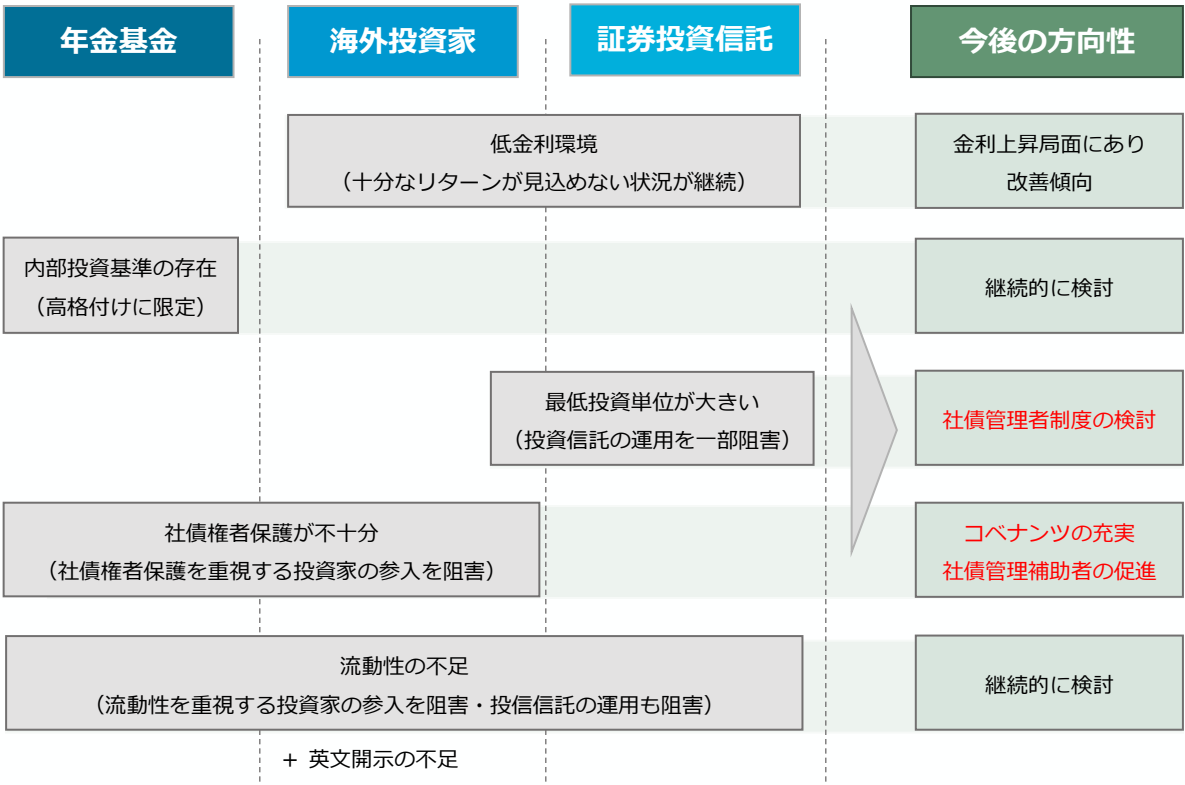 年金基金
海外投資家
証券投資信託
今後の方向性
低金利環境
（十分なリターンが見込めない状況が継続）
金利上昇局面にあり
改善傾向
内部投資基準の存在
（高格付けに限定）
継続的に検討
最低投資単位が大きい
（投資信託の運用を一部阻害）
社債管理者制度の検討
社債権者保護が不十分
（社債権者保護を重視する投資家の参入を阻害）
コベナンツの充実
社債管理補助者の促進
流動性の不足
（流動性を重視する投資家の参入を阻害・投信信託の運用も阻害）
継続的に検討
+ 英文開示の不足